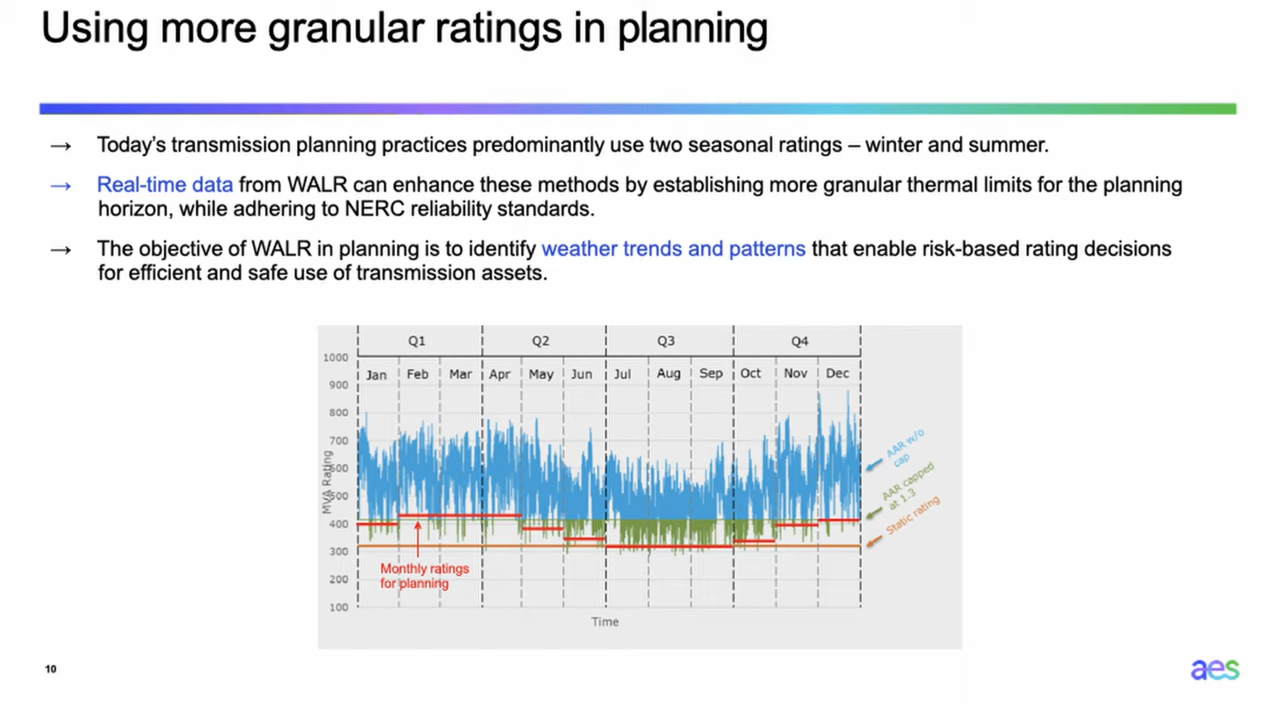 Using more granular ratings in planning
→ Today's transmission planning practices predominantly use two seasonal ratings – winter and summer.
→ Real-time data from WALR can enhance these methods by establishing more granular thermal limits for the planning
horizon, while adhering to NERC reliability standards.
→ The objective of WALR in planning is to identify weather trends and patterns that enable risk-based rating decisions
for efficient and safe use of transmission assets.
Q1 Q2 Q3 Q4
Jan Feb Mar Apr May Jun Jul Aug Sep Oct Nov Dec
1000
900
800
700
600
500
400
300
200
100
MVA Rating
AAR w/o
cap
AAR capped
at 1.3
Static rating
Monthly ratings
for planning
Time
10
aes